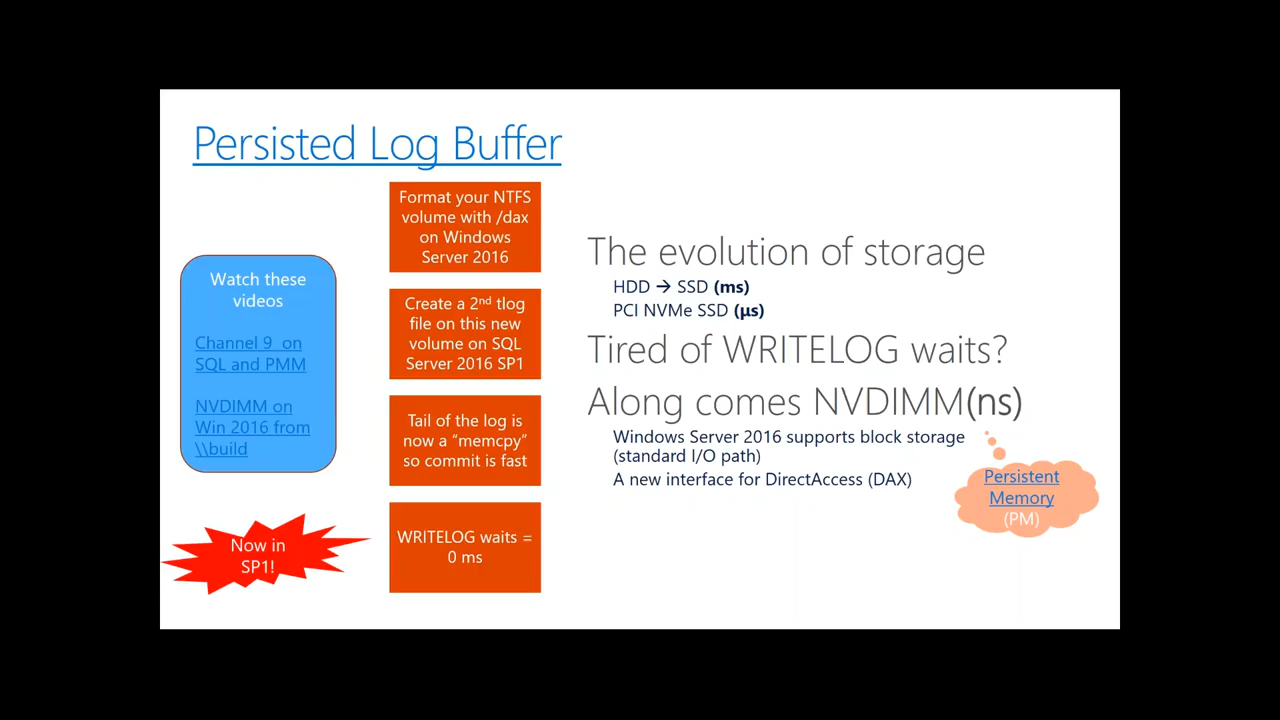 Persisted Log Buffer
Watch these
videos
Channel 9 on
SQL and PMM
NVDIMM on
Win 2016 from
\\build
Now in
SP1!
Format your NTFS
volume with /dax
on Windows
Server 2016
Create a 2nd tlog
file on this new
volume on SQL
Server 2016 SP1
Tail of the log is
now a "memcpy"
so commit is fast
WRITELOG waits =
0 ms
The evolution of storage
HDD → SSD (ms)
PCI NVMe SSD (µs)
Tired of WRITELOG waits?
Along comes NVDIMM(ns)
Windows Server 2016 supports block storage
(standard I/O path)
A new interface for DirectAccess (DAX)
Persistent
Memory
(PM)